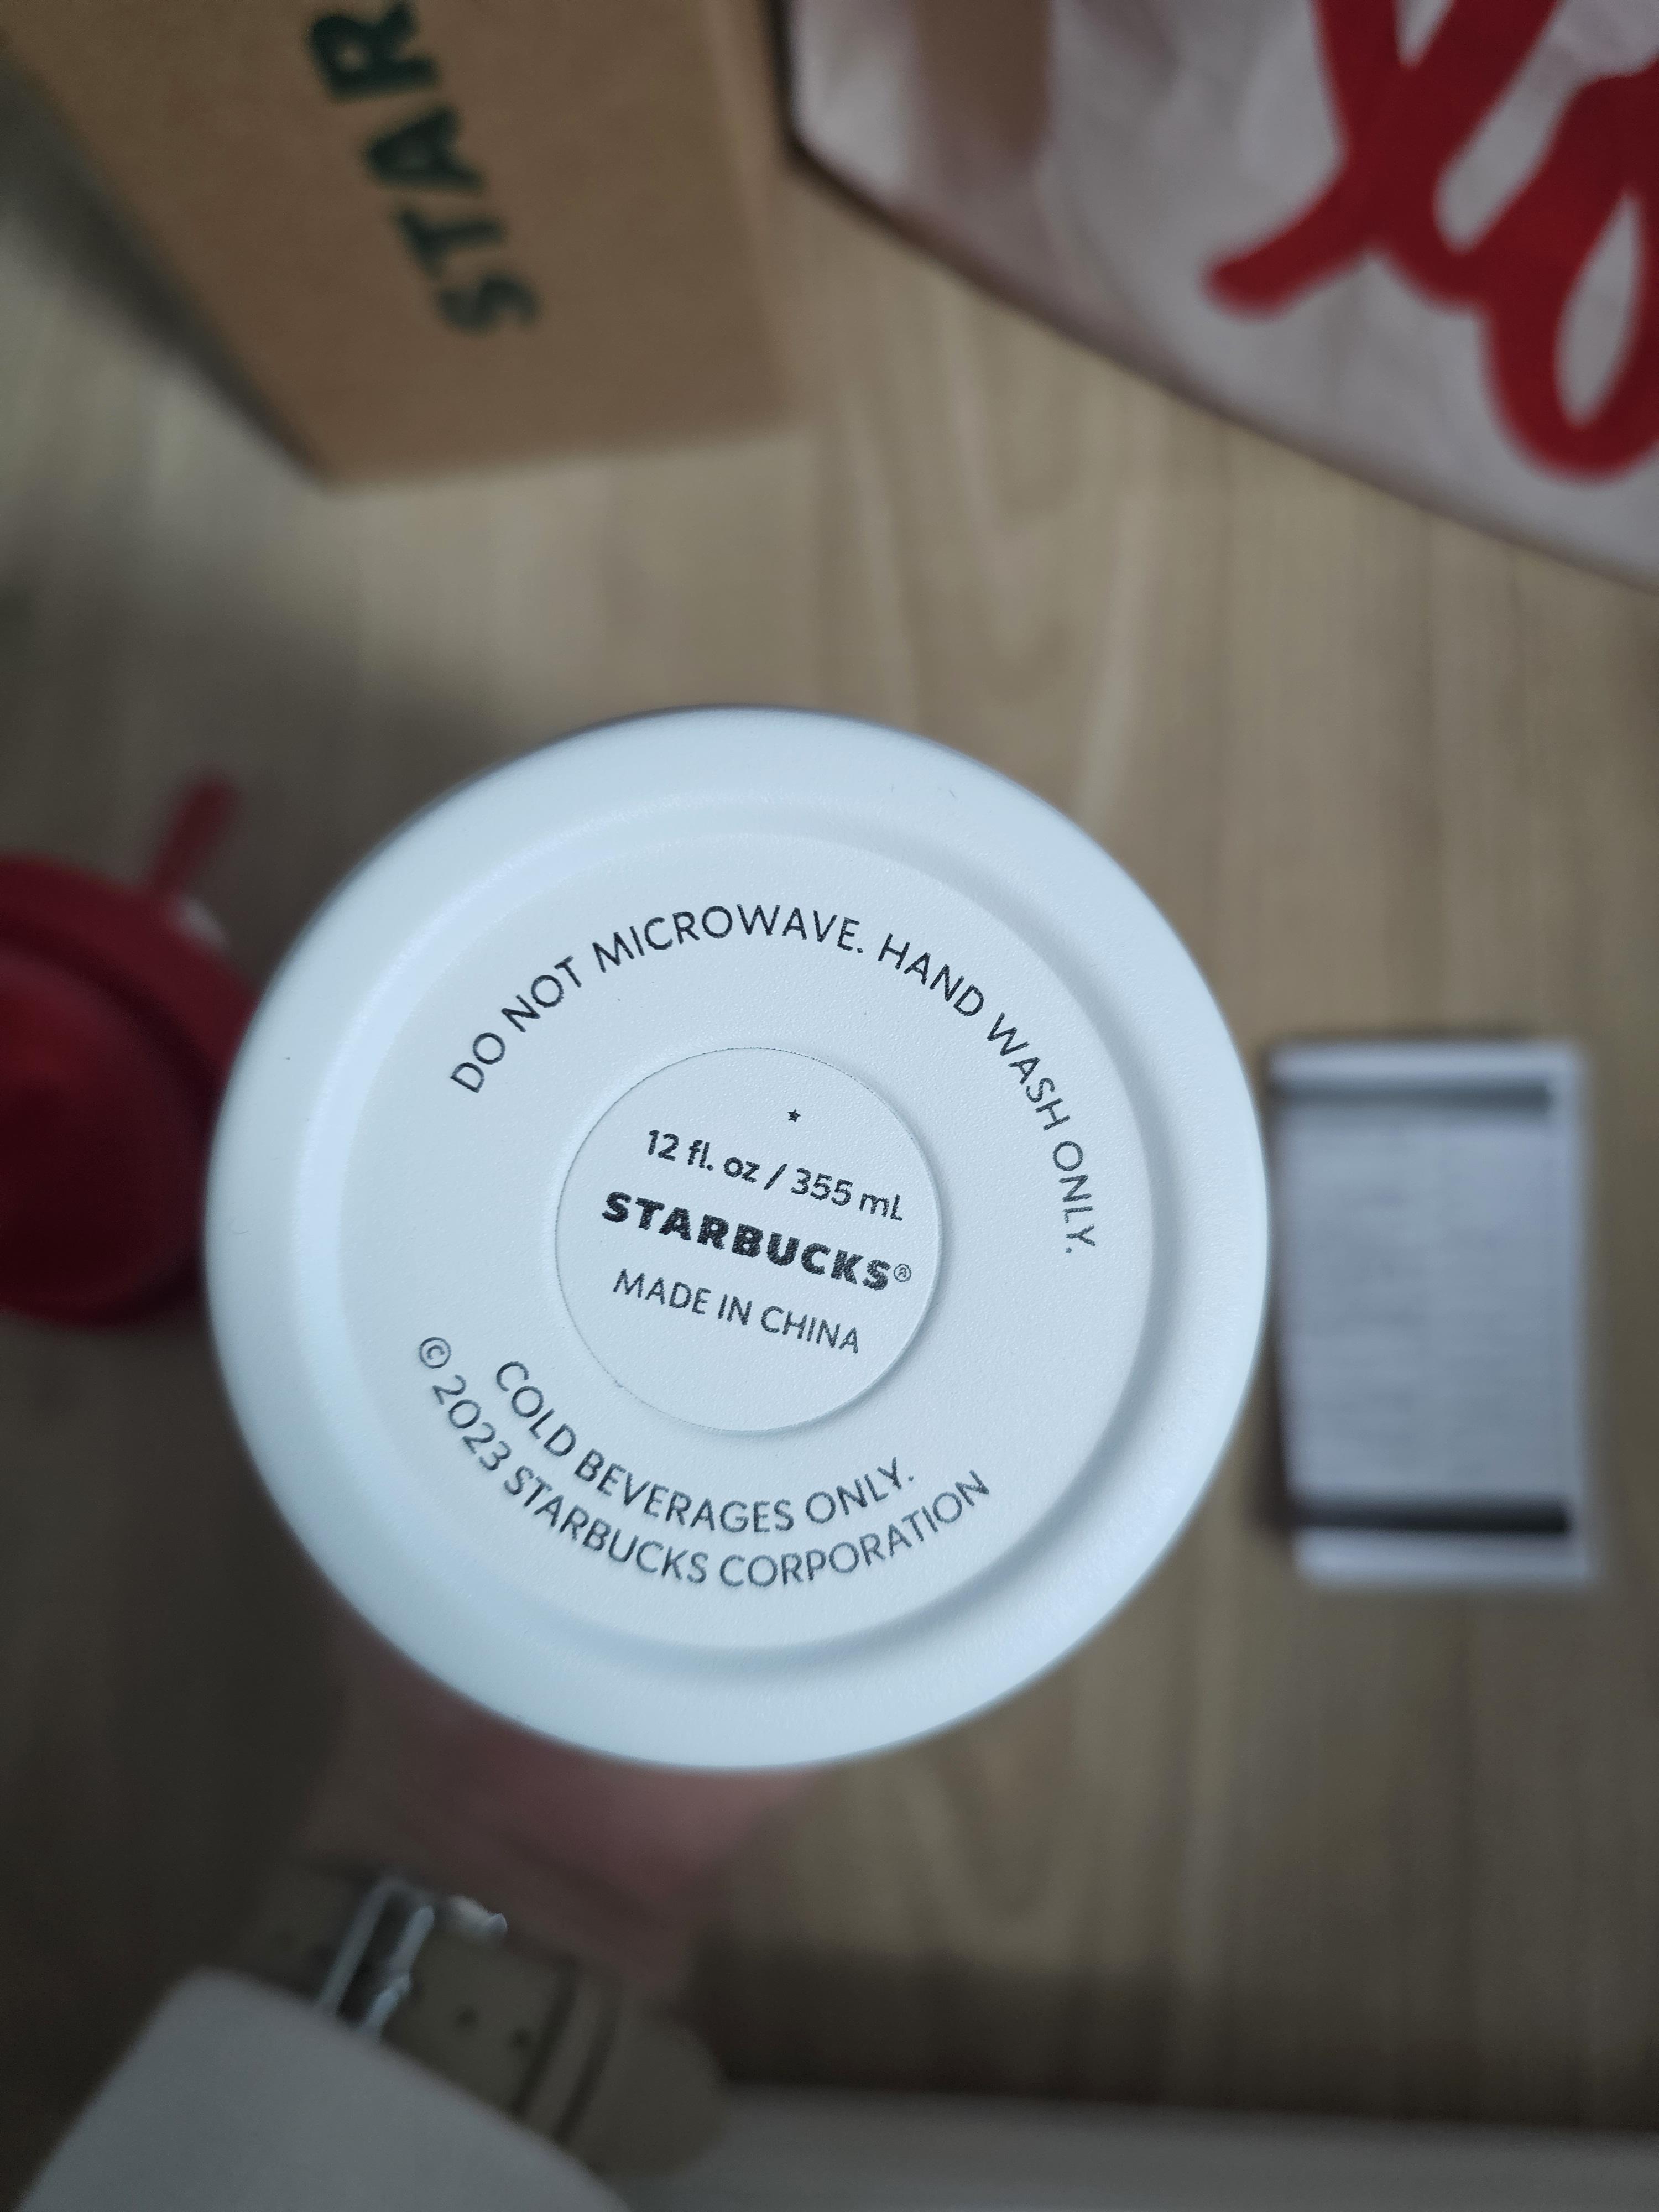 STAR
DO NOT MICROWAVE. HAND WASH ONLY.
12 fl. oz / 355 mL
STARBUCKS®
MADE IN CHINA
COLD BEVERAGES ONLY.
© 2023 STARBUCKS CORPORATION